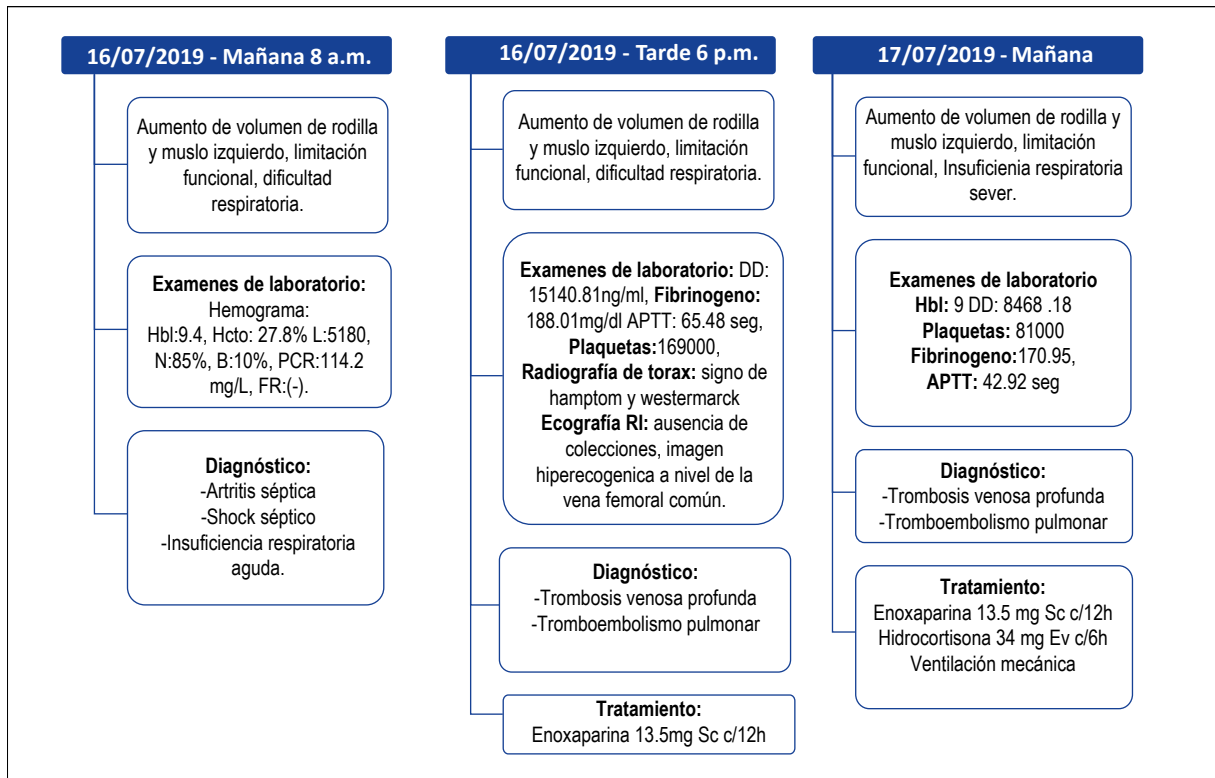 16/07/2019 - Mañana 8 a.m.
Aumento de volumen de rodilla
y muslo izquierdo, limitación
funcional, dificultad
respiratoria.
Examenes de laboratorio:
Hemograma:
Hbl:9.4, Hcto: 27.8% L:5180,
N:85%, B:10%, PCR:114.2
mg/L, FR:(-).
Diagnóstico:
-Artritis séptica
-Shock séptico
-Insuficiencia respiratoria
aguda.
16/07/2019 - Tarde 6 p.m.
Aumento de volumen de rodilla
y muslo izquierdo, limitación
funcional, dificultad respiratoria.
Examenes de laboratorio: DD:
15140.81ng/ml, Fibrinogeno:
188.01mg/dl APTT: 65.48 seg,
Plaquetas:169000,
Radiografía de torax: signo de
hamptom y westermarck
Ecografía RI: ausencia de
colecciones, imagen
hiperecogenica a nivel de la
vena femoral común.
Diagnóstico:
-Trombosis venosa profunda
-Tromboembolismo pulmonar
Tratamiento:
Enoxaparina 13.5mg Sc c/12h
17/07/2019 - Mañana
Aumento de volumen de rodilla y
muslo izquierdo, limitación
funcional, Insuficienia respiratoria
sever.
Examenes de laboratorio
Hbl: 9 DD: 8468 .18
Plaquetas: 81000
Fibrinogeno:170.95,
APTT: 42.92 seg
Diagnóstico:
-Trombosis venosa profunda
-Tromboembolismo pulmonar
Tratamiento:
Enoxaparina 13.5 mg Sc c/12h
Hidrocortisona 34 mg Ev c/6h
Ventilación mecánica